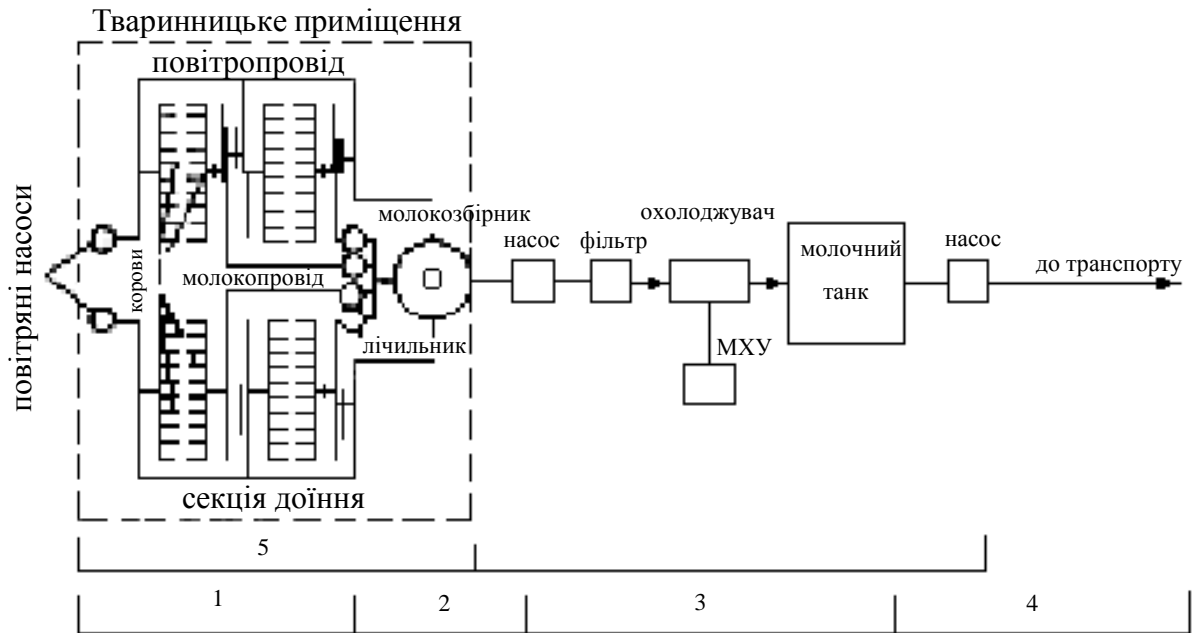 Тваринницьке приміщення
повітропровід
повітряні насоси
корови
молокопровід
молокозбірник
лічильник
секція доїння
насос
фільтр
охолоджувач
МХУ
молочний
танк
насос
до транспорту
5
1
2
3
4